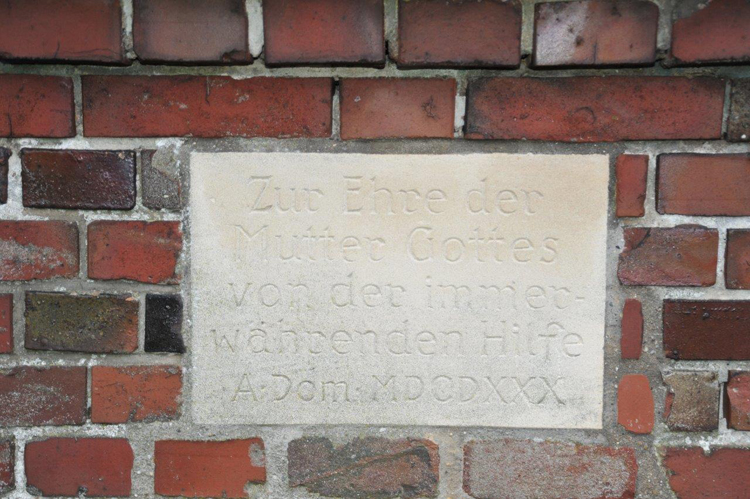 Zur Ehre der
Mutter Gottes
von der immer-
währenden Hilfe
A·Dom·MDCDXXX